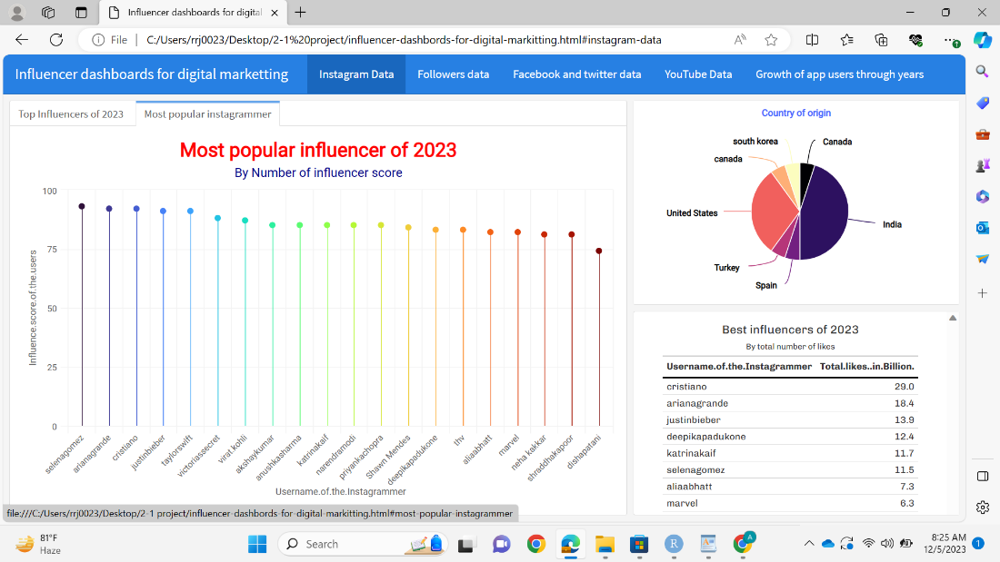 Influencer dashboards for digital
File
C:/Users/rrj0023/Desktop/2-1%20project/influencer-dashbords-for-digital-markitting.html#instagram-data
Influencer dashboards for digital marketting
Instagram Data
Followers data
Facebook and twitter data
YouTube Data
Growth of app users through years
Top Influencers of 2023
Most popular instagrammer
Most popular influencer of 2023
By Number of influencer score
Influence.score.of.the.users
100
75
50
25
0
selenagomez
arianagrande
cristiano
justinbieber
taylorswift
victoriassecret
virat.kohli
akshaykumar
anushkasharma
katrinakaif
narendramodi
priyankachopra
Shawn Mendes
deepikapadukone
thv
aliaabhatt
marvel
neha kakkar
shraddhakapoor
dishapatani
Username.of.the.Instagrammer
Country of origin
south korea
Canada
canada
United States
India
Turkey
Spain
Best influencers of 2023
By total number of likes
Username.of.the.Instagrammer Total.likes..in.Billion.
cristiano 29.0
arianagrande 18.4
justinbieber 13.9
deepikapadukone 12.4
katrinakaif 11.7
selenagomez 11.5
aliaabhatt 7.3
marvel 6.3
file:///C:/Users/rrj0023/Desktop/2-1 project/influencer-dashbords-for-digital-markitting.html#most-popular-instagrammer
81°F
Haze
Search
8:25 AM
12/5/2023
1